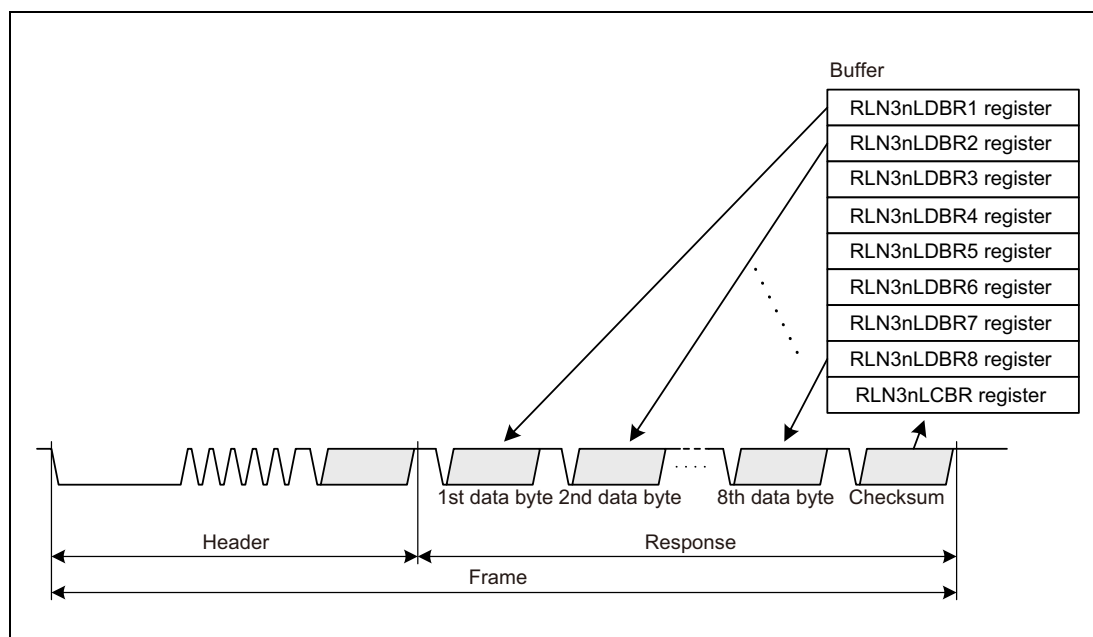 Buffer
RLN3nLDBR1 register
RLN3nLDBR2 register
RLN3nLDBR3 register
RLN3nLDBR4 register
RLN3nLDBR5 register
RLN3nLDBR6 register
RLN3nLDBR7 register
RLN3nLDBR8 register
RLN3nLCBR register
1st data byte 2nd data byte 8th data byte Checksum
Header Response
Frame